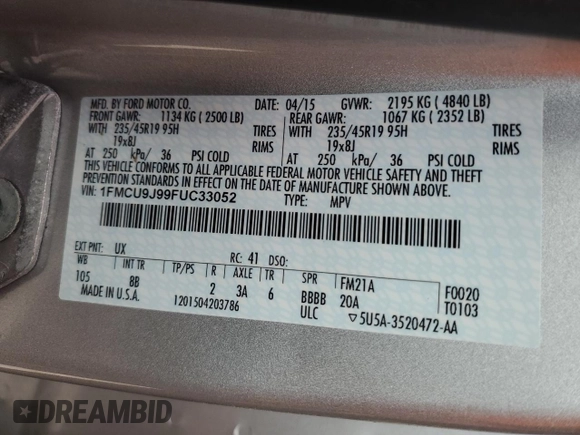 MFD. BY FORD MOTOR CO.
DATE: 04/15 GVWR: 2195 KG ( 4840 LB)
FRONT GAWR: 1134 KG ( 2500 LB) REAR GAWR: 1067 KG ( 2352 LB)
WITH 235/45R19 95H TIRES WITH 235/45R19 95H TIRES
19x8J RIMS 19x8J RIMS
AT 250 kPa/ 36 PSI COLD AT 250 kPa/ 36 PSI COLD
THIS VEHICLE CONFORMS TO ALL APPLICABLE FEDERAL MOTOR VEHICLE SAFETY AND THEFT
PREVENTION STANDARDS IN EFFECT ON THE DATE OF MANUFACTURE SHOWN ABOVE.
VIN: 1FMCU9J99FUC33052 TYPE: MPV
EXT PNT: UX RC: 41 DSO:
WB INT TR TP/PS R AXLE TR SPR FM21A F0020
105 8B 2 3A 6 BBBB 20A T0103
MADE IN U.S.A. 1201504203786 ULC ▽5U5A-3520472-AA
DREAMBID